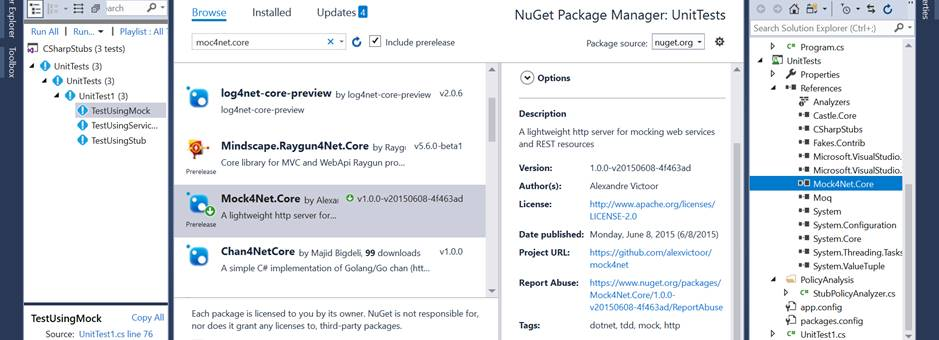 r Explorer
Toolbox
Search
Run All | Run... | Playlist : All T
CSharpStubs (3 tests)
UnitTests (3)
UnitTests (3)
UnitTest1 (3)
TestUsingMock
TestUsingServic...
TestUsingStub
TestUsingMock Copy All
Source: UnitTest1.cs line 76
Browse Installed Updates 4
NuGet Package Manager: UnitTests
moc4net.core
Include prerelease
Package source: nuget.org
log4net-core-preview by log4net-core-preview v2.0.6
log4net-core-preview
Mindscape.Raygun4Net.Core by Rayg v5.6.0-beta1
Core library for MVC and WebApi Raygun pro...
Prerelease
Mock4Net.Core by Alexa v1.0.0-v20150608-4f463ad
A lightweight http server for...
Prerelease
Chan4NetCore by Majid Bigdeli, 99 downloads v1.0.0
A simple C# implementation of Golang/Go chan (htt...
Each package is licensed to you by its owner. NuGet is not responsible for,
nor does it grant any licenses to, third-party packages.
Options
Description
A lightweight http server for mocking web services
and REST resources
Version: 1.0.0-v20150608-4f463ad
Author(s): Alexandre Victoor
License: http://www.apache.org/licenses/
LICENSE-2.0
Date published: Monday, June 8, 2015 (6/8/2015)
Project URL: https://github.com/alexvictoor/
mock4net
Report Abuse: https://www.nuget.org/packages/
Mock4Net.Core/1.0.0-
v20150608-4f463ad/ReportAbuse
Tags: dotnet, tdd, mock, http
Search Solution Explorer (Ctrl+;)
Program.cs
UnitTests
Properties
References
Analyzers
Castle.Core
CSharpStubs
Fakes.Contrib
Microsoft.VisualStudio.
Microsoft.VisualStudio.
Mock4Net.Core
Moq
System
System.Configuration
System.Core
System.Threading.Tasks
System.ValueTuple
PolicyAnalysis
StubPolicyAnalyzer.cs
app.config
packages.config
UnitTest1.cs
perties